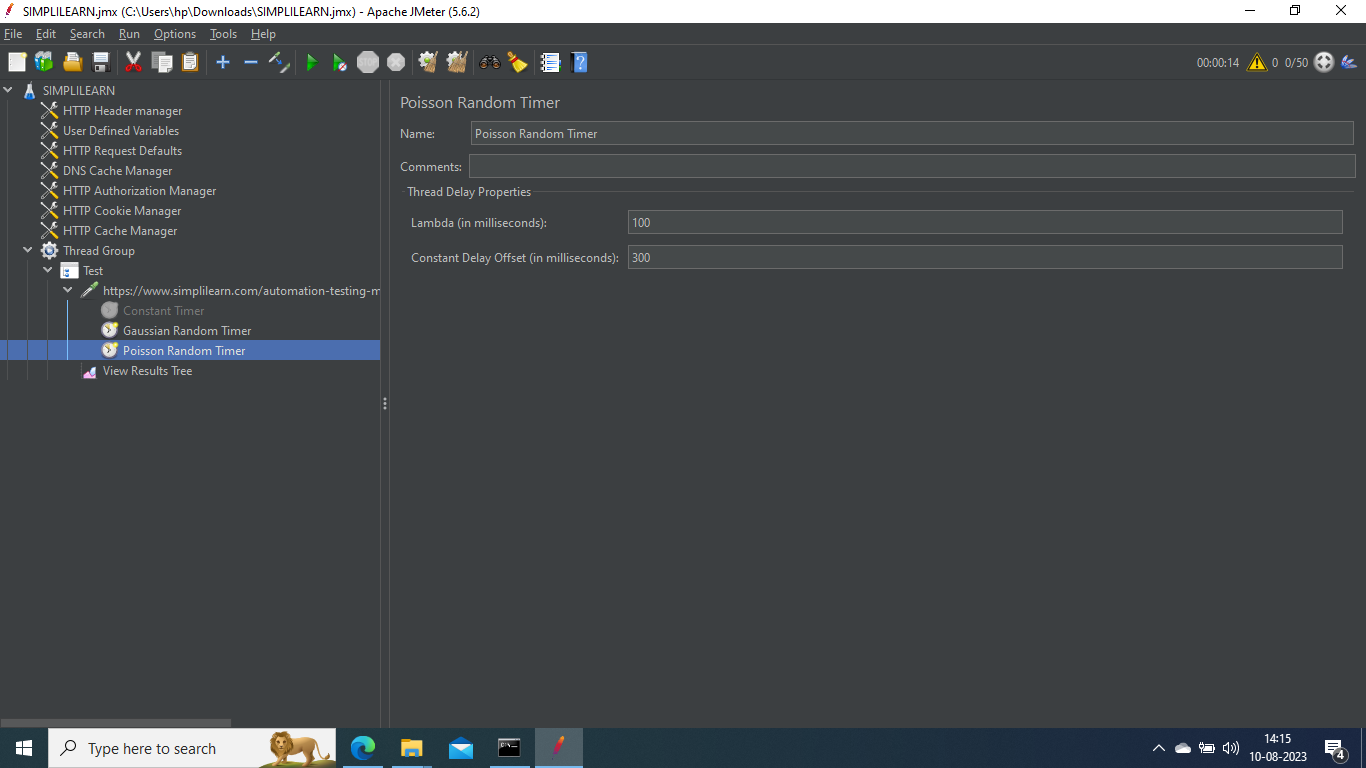 SIMPLILEARN.jmx (C:\Users\hp\Downloads\SIMPLILEARN.jmx) - Apache JMeter (5.6.2)
File Edit Search Run Options Tools Help
STOP 00:00:14 0 0/50
SIMPLILEARN
HTTP Header manager
User Defined Variables
HTTP Request Defaults
DNS Cache Manager
HTTP Authorization Manager
HTTP Cookie Manager
HTTP Cache Manager
Thread Group
Test
https://www.simplilearn.com/automation-testing-m
Constant Timer
Gaussian Random Timer
Poisson Random Timer
View Results Tree
Poisson Random Timer
Name: Poisson Random Timer
Comments:
Thread Delay Properties
Lambda (in milliseconds): 100
Constant Delay Offset (in milliseconds): 300
Type here to search
14:15
10-08-2023
4